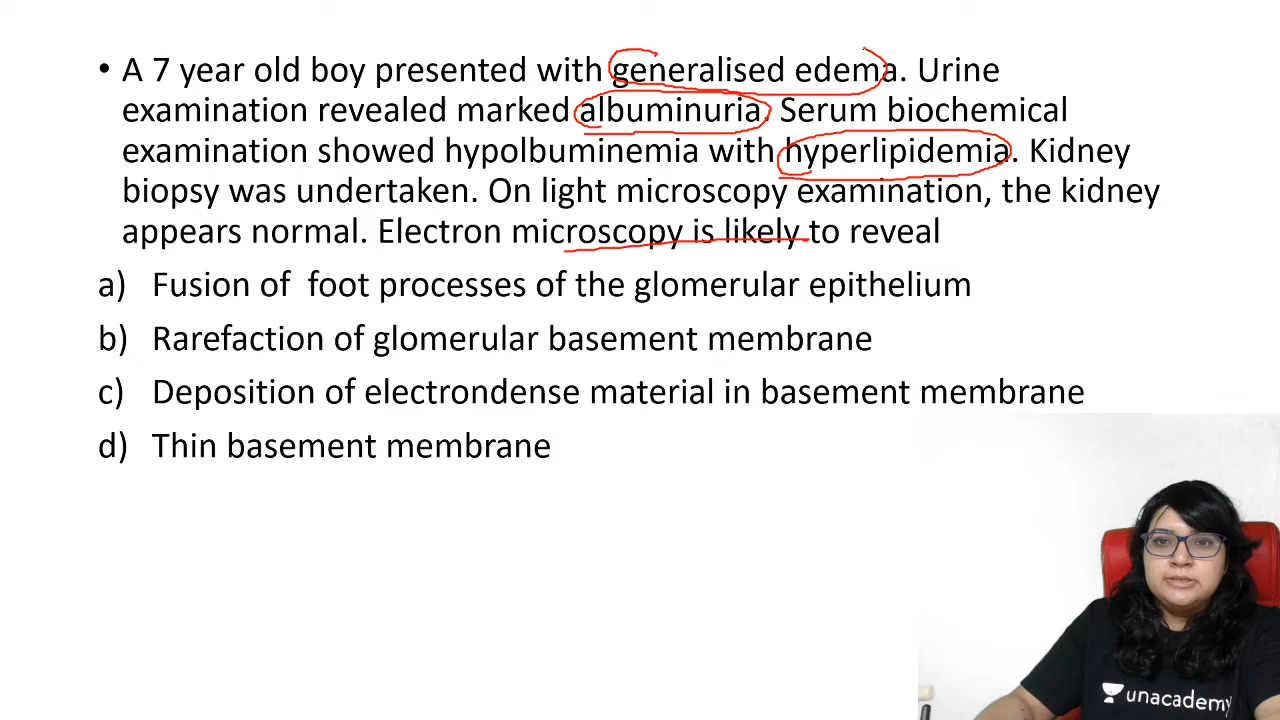 • A 7 year old boy presented with generalised edema. Urine
examination revealed marked albuminuria. Serum biochemical
examination showed hypolbuminemia with hyperlipidemia. Kidney
biopsy was undertaken. On light microscopy examination, the kidney
appears normal. Electron microscopy is likely to reveal
a) Fusion of foot processes of the glomerular epithelium
b) Rarefaction of glomerular basement membrane
c) Deposition of electrondense material in basement membrane
d) Thin basement membrane
unacademy